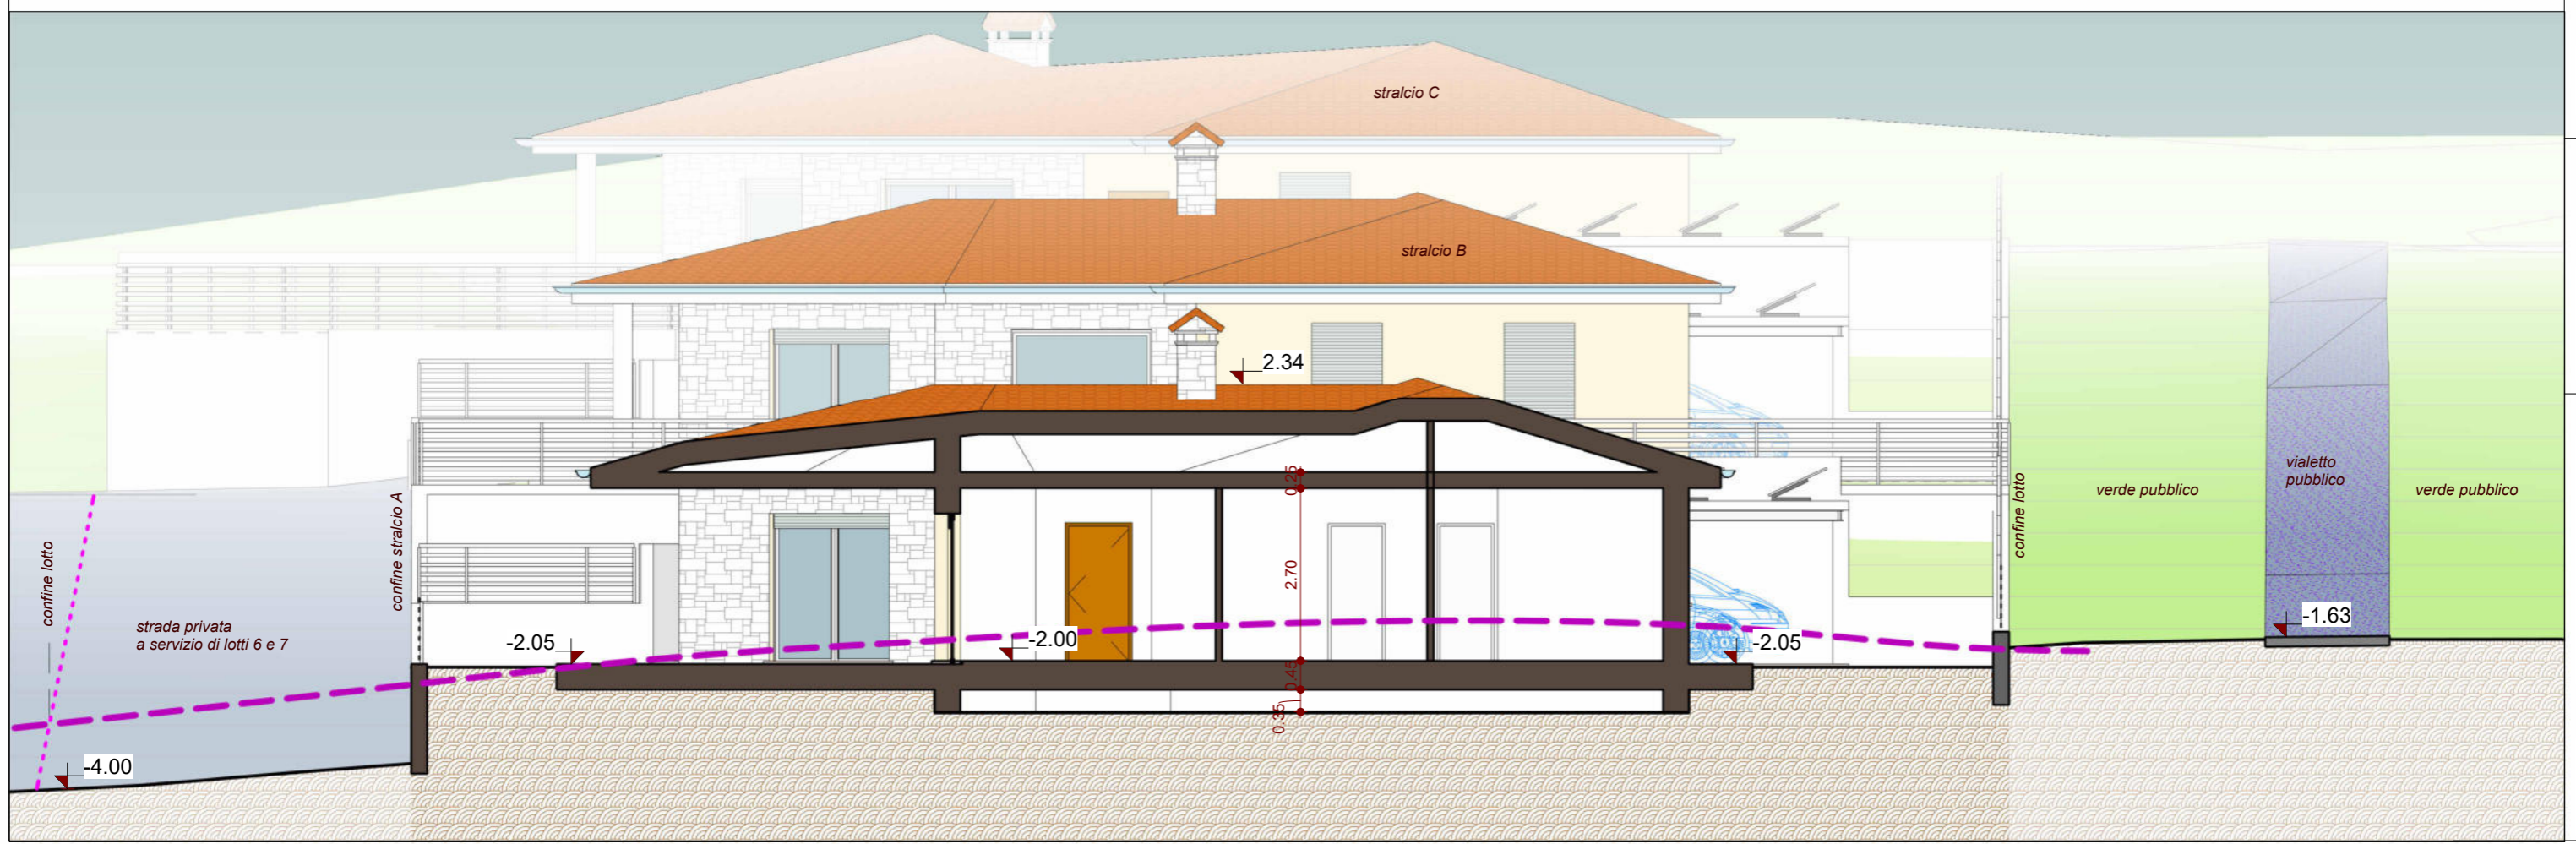 stralcio C
stralcio B
2.34
0.25
2.70
0.45
0.35
confine lotto
strada privata
a servizio di lotti 6 e 7
confine stralcio A
-4.00
-2.05
-2.00
-2.05
confine lotto
verde pubblico
vialetto
pubblico
verde pubblico
-1.63